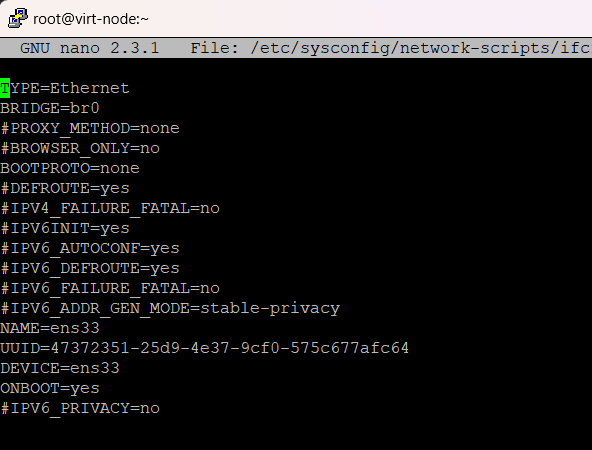 root@virt-node:~
GNU nano 2.3.1 File: /etc/sysconfig/network-scripts/ifc
TYPE=Ethernet
BRIDGE=br0
#PROXY_METHOD=none
#BROWSER_ONLY=no
BOOTPROTO=none
#DEFROUTE=yes
#IPV4_FAILURE_FATAL=no
#IPV6INIT=yes
#IPV6_AUTOCONF=yes
#IPV6_DEFROUTE=yes
#IPV6_FAILURE_FATAL=no
#IPV6_ADDR_GEN_MODE=stable-privacy
NAME=ens33
UUID=47372351-25d9-4e37-9cf0-575c677afc64
DEVICE=ens33
ONBOOT=yes
#IPV6_PRIVACY=no